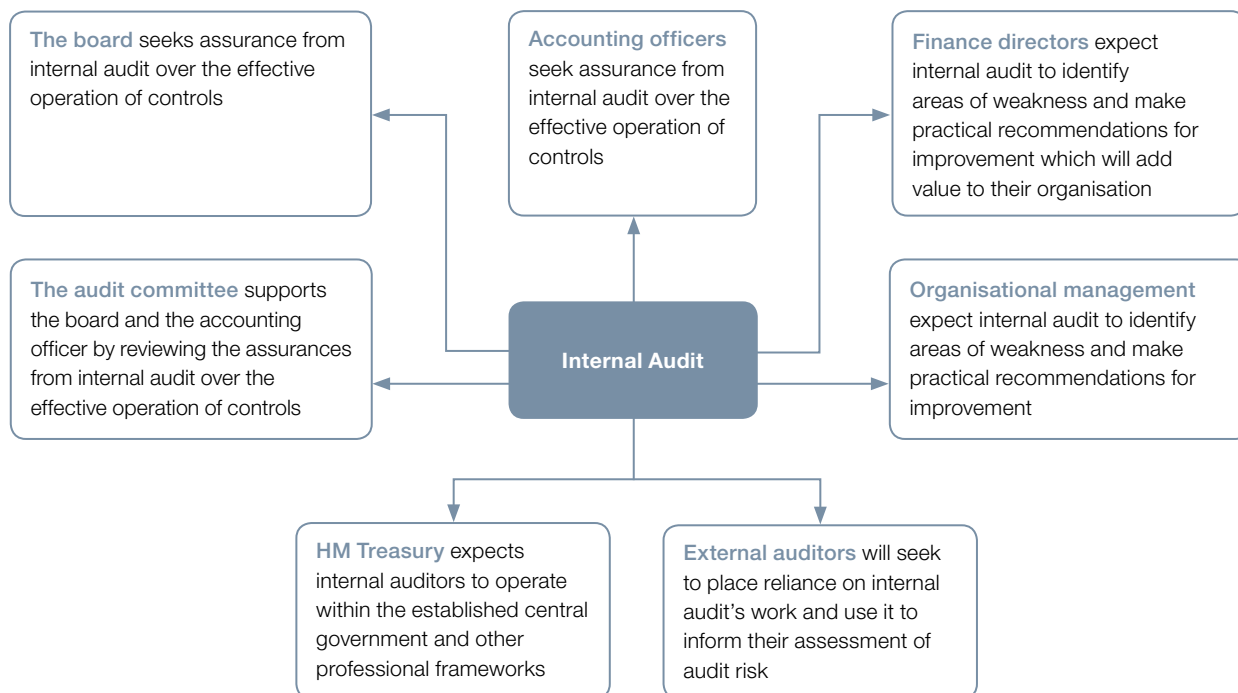 The board seeks assurance from
internal audit over the effective
operation of controls
Accounting officers
seek assurance from
internal audit over the
effective operation of
controls
Finance directors expect
internal audit to identify
areas of weakness and make
practical recommendations for
improvement which will add
value to their organisation
The audit committee supports
the board and the accounting
officer by reviewing the assurances
from internal audit over the
effective operation of controls
Internal Audit
Organisational management
expect internal audit to identify
areas of weakness and make
practical recommendations for
improvement
HM Treasury expects
internal auditors to operate
within the established central
government and other
professional frameworks
External auditors will seek
to place reliance on internal
audit’s work and use it to
inform their assessment of
audit risk